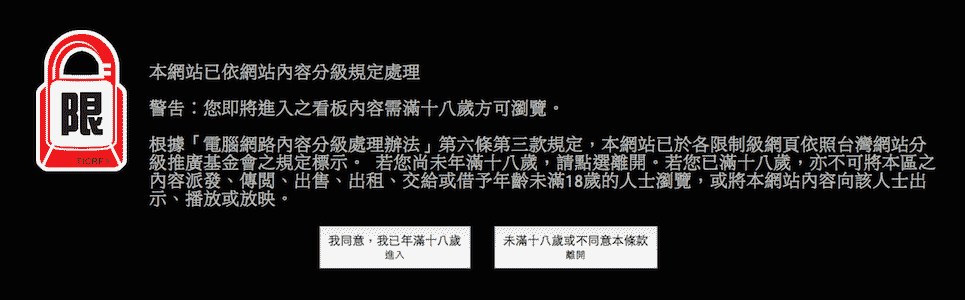 限
TICRF
本網站已依網站內容分級規定處理
警告：您即將進入之看板內容需滿十八歲方可瀏覽。
根據「電腦網路內容分級處理辦法」第六條第三款規定，本網站已於各限制級網頁依照台灣網站分
級推廣基金會之規定標示。 若您尚未年滿十八歲，請點選離開。若您已滿十八歲，亦不可將本區之
內容派發、傳閱、出售、出租、交給或借予年齡未滿18歲的人士瀏覽，或將本網站內容向該人士出
示、播放或放映。
我同意，我已年滿十八歲
進入
未滿十八歲或不同意本條款
離開